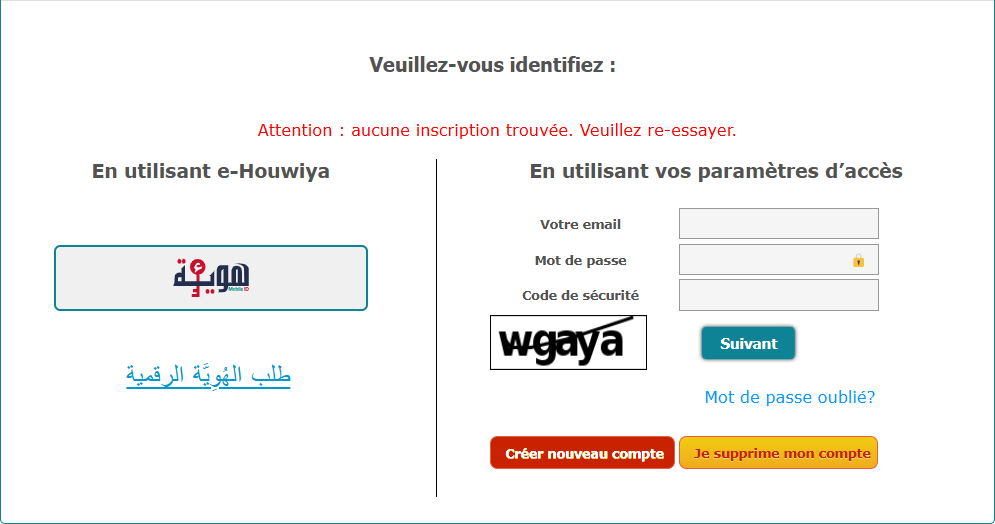 Veuillez-vous identifiez :
Attention : aucune inscription trouvée. Veuillez re-essayer.
En utilisant e-Houwiya
هوية
Mobile ID
طلب الهُوِيَّة الرقمية
En utilisant vos paramètres d’accès
Votre email
Mot de passe
Code de sécurité
wgaya
Suivant
Mot de passe oublié?
Créer nouveau compte
Je supprime mon compte